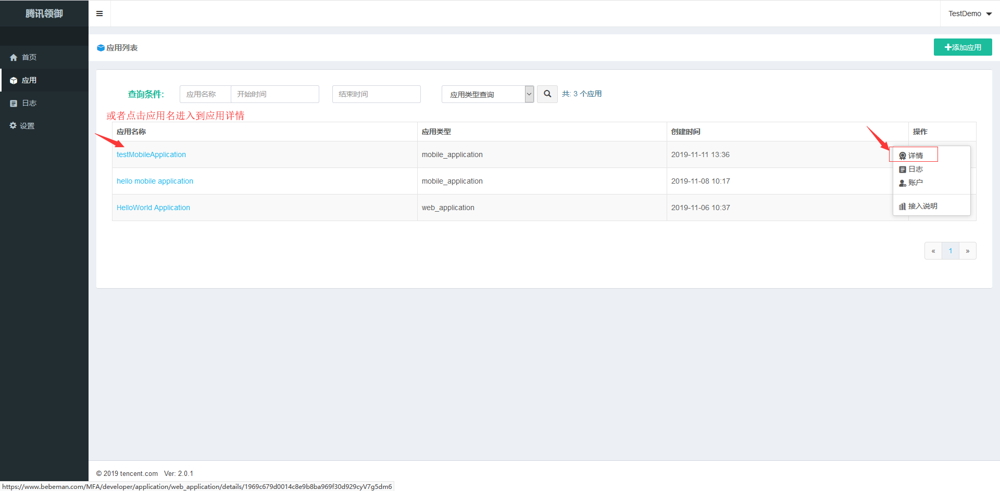 腾讯领御
TestDemo
首页
应用
日志
设置
应用列表
添加应用
查询条件:
应用名称
开始时间
结束时间
应用类型查询
共: 3 个应用
或者点击应用名进入到应用详情
应用名称 应用类型 创建时间 操作
testMobileApplication mobile_application 2019-11-11 13:36
hello mobile application mobile_application 2019-11-08 10:17
HelloWorld Application web_application 2019-11-06 10:37
详情
日志
账户
接入说明
« 1 »
© 2019 tencent.com Ver: 2.0.1
https://www.bebeman.com/MFA/developer/application/web_application/details/1969c679d0014c8e9b8ba969f30d929cyV7g5dm6